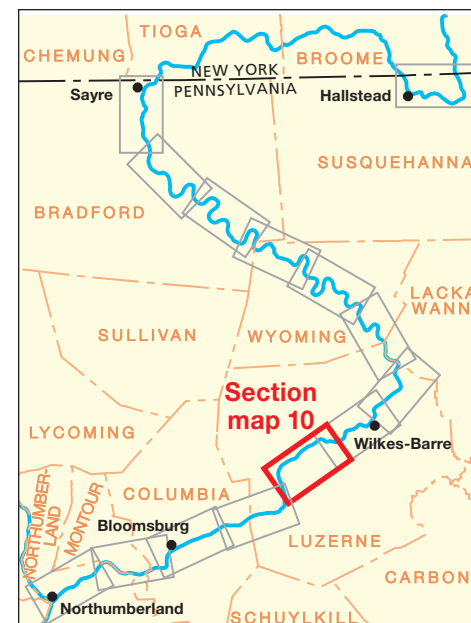 TIOGA
CHEMUNG
BROOME
NEW YORK
PENNSYLVANIA
Sayre
Hallstead
SUSQUEHANNA
BRADFORD
LACKA
WANN
SULLIVAN
WYOMING
Section
map 10
LYCOMING
Wilkes-Barre
COLUMBIA
NORTHUMBER-
LAND
MONTOUR
Bloomsburg
LUZERNE
CARBON
Northumberland
SCHUYLKILL